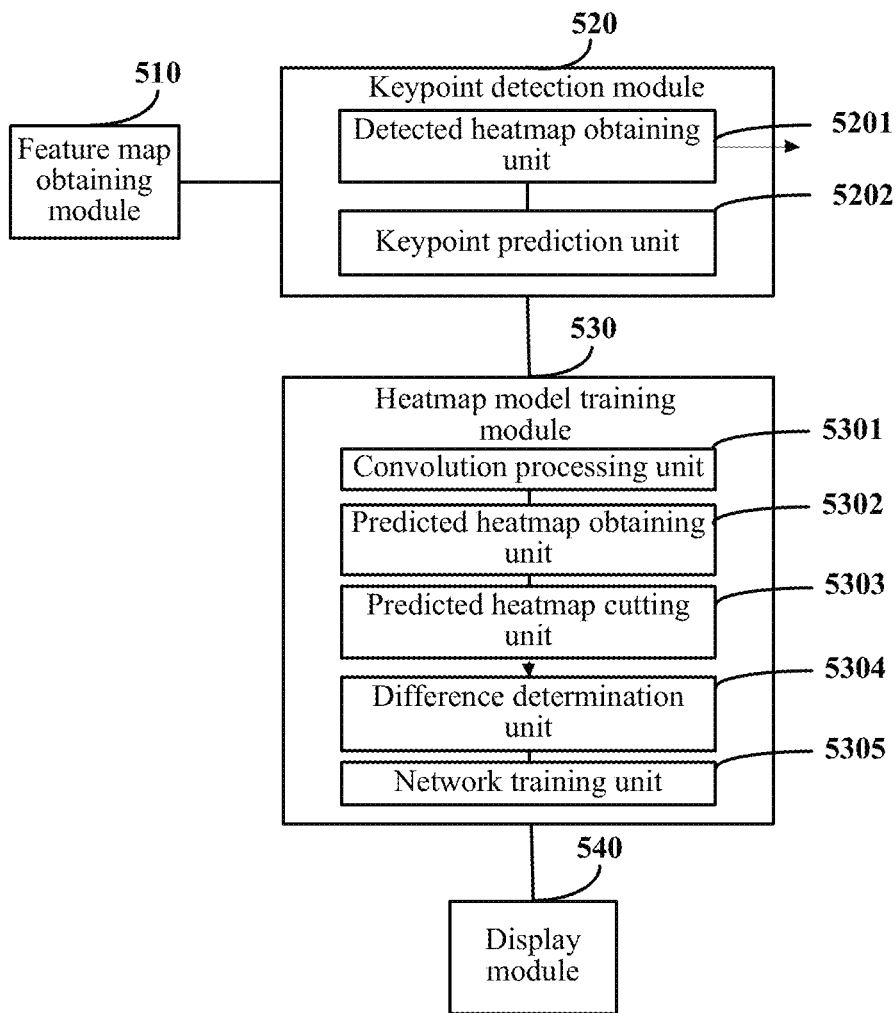 520
510
Keypoint detection module
Detected heatmap obtaining
unit
5201
Feature map
obtaining
module
5202
Keypoint prediction unit
530
Heatmap model training
module
5301
Convolution processing unit
5302
Predicted heatmap obtaining
unit
5303
Predicted heatmap cutting
unit
5304
Difference determination
unit
5305
Network training unit
540
Display
module